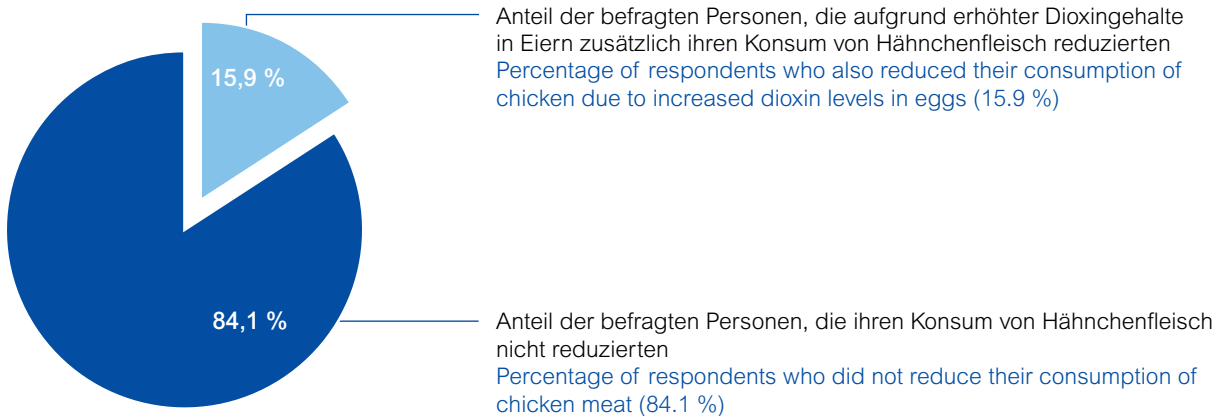 Anteil der befragten Personen, die aufgrund erhöhter Dioxingehalte
in Eiern zusätzlich ihren Konsum von Hähnchenfleisch reduzierten
Percentage of respondents who also reduced their consumption of
chicken due to increased dioxin levels in eggs (15.9 %)
15,9 %
84,1 %
Anteil der befragten Personen, die ihren Konsum von Hähnchenfleisch
nicht reduzierten
Percentage of respondents who did not reduce their consumption of
chicken meat (84.1 %)